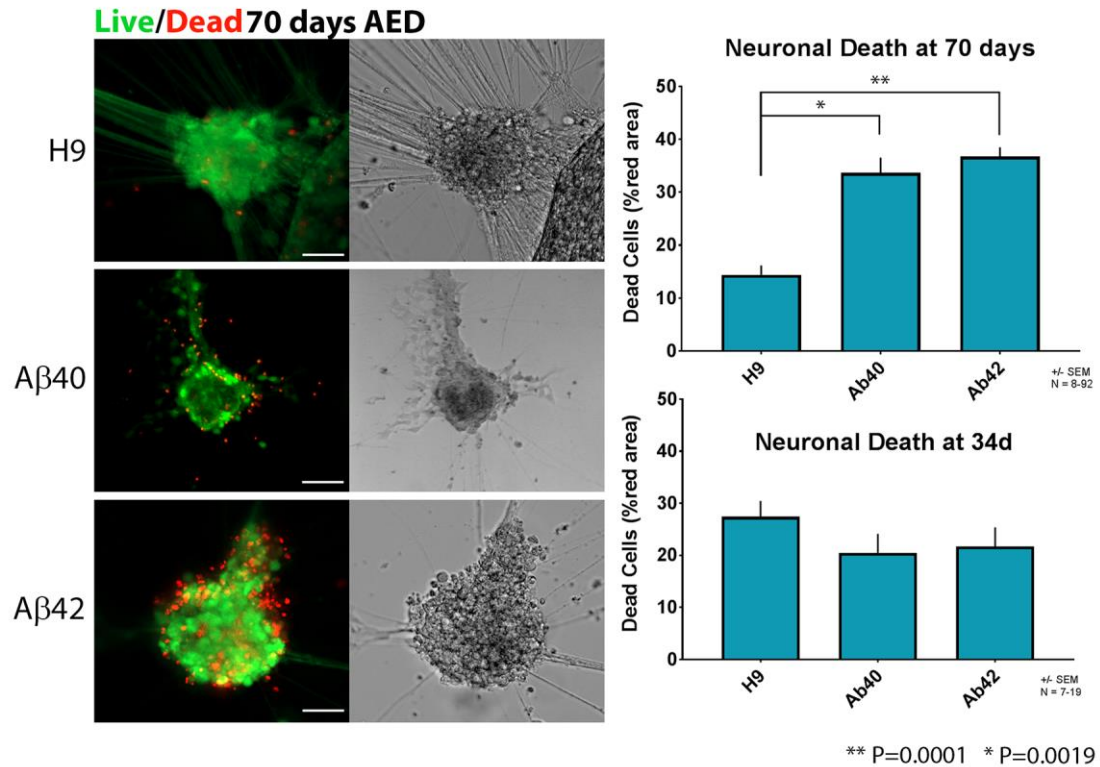 Live/Dead 70 days AED
H9
Aβ40
Aβ42
Neuronal Death at 70 days
**
*
Dead Cells (%red area)
50
40
30
20
10
0
H9
Ab40
Ab42
+/- SEM
N = 8-92
Neuronal Death at 34d
Dead Cells (%red area)
50
40
30
20
10
0
H9
Ab40
Ab42
+/- SEM
N = 7-19
** P=0.0001 * P=0.0019